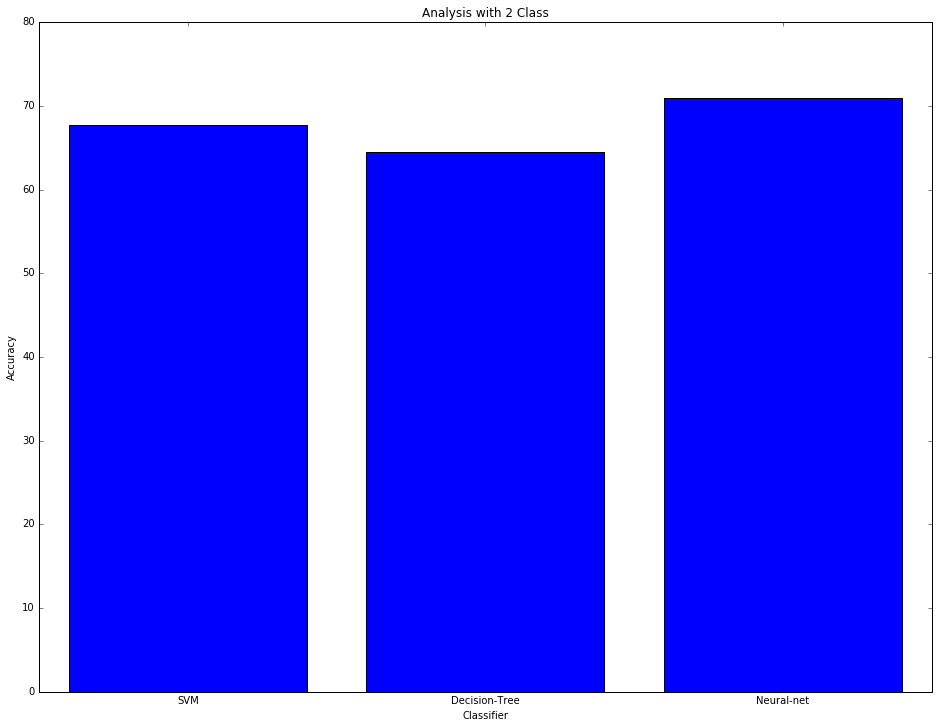 Analysis with 2 Class
80
70
60
50
40
30
20
10
0
Accuracy
SVM
Decision-Tree
Neural-net
Classifier